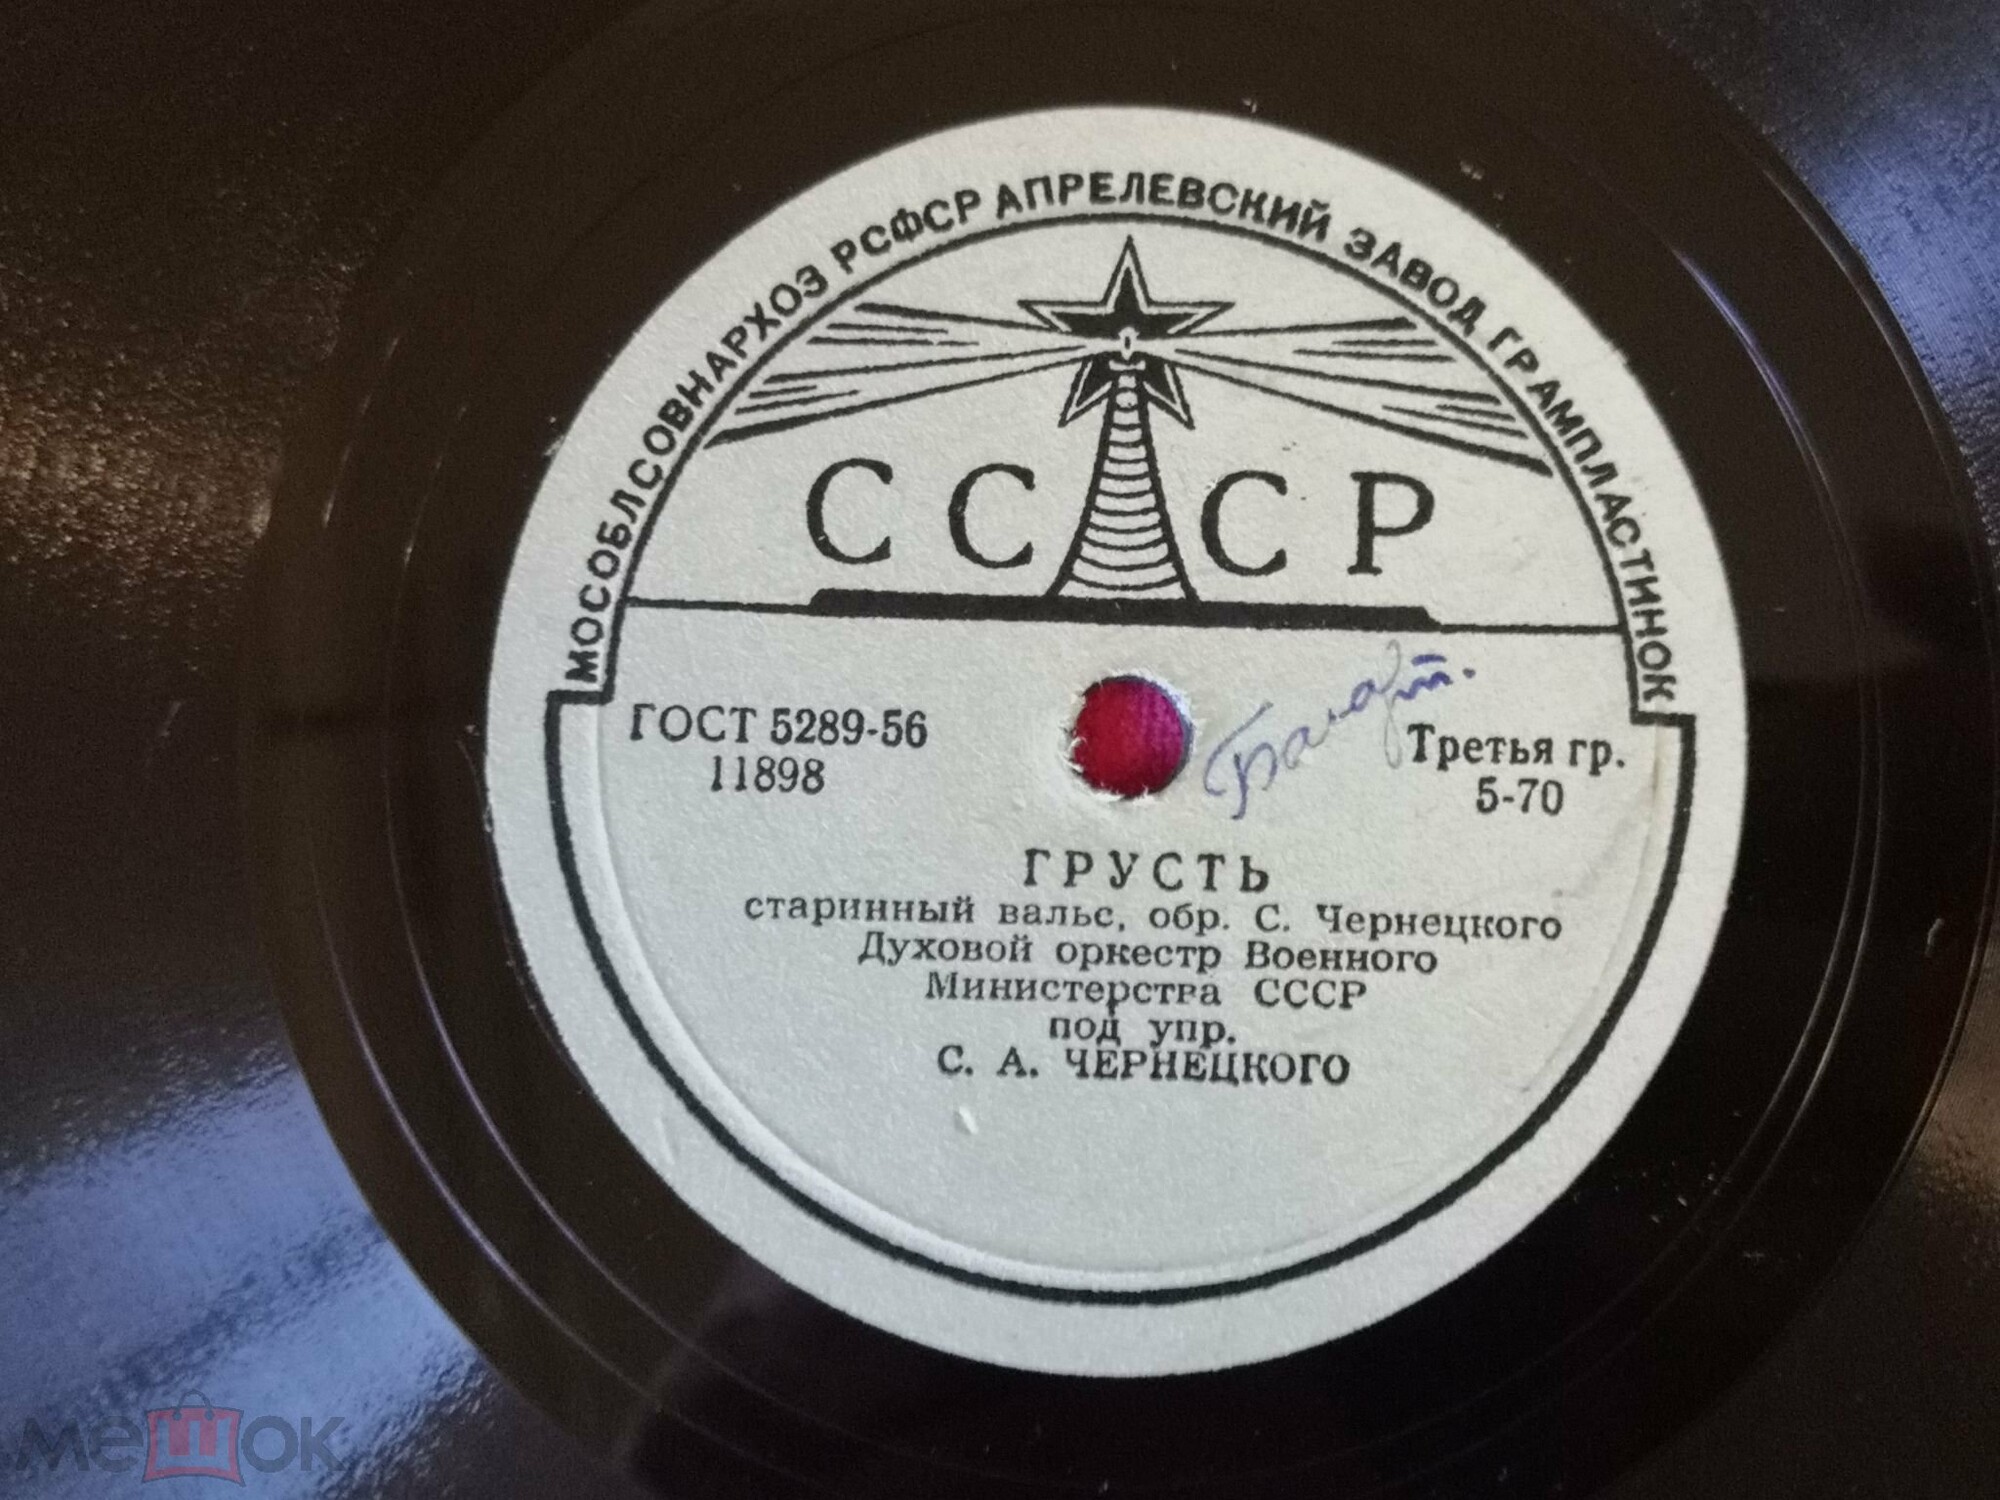 МОСОБЛСОВНАРХОЗ РСФСР АПРЕЛЕВСКИЙ ЗАВОД ГРАМПЛАСТИНОК
СССР
ГОСТ 5289-56
11898
Третья гр.
5-70
ГРУСТЬ
старинный вальс, обр. С. Чернецкого
Духовой оркестр Военного
Министерства СССР
под упр.
С. А. ЧЕРНЕЦКОГО
мешок